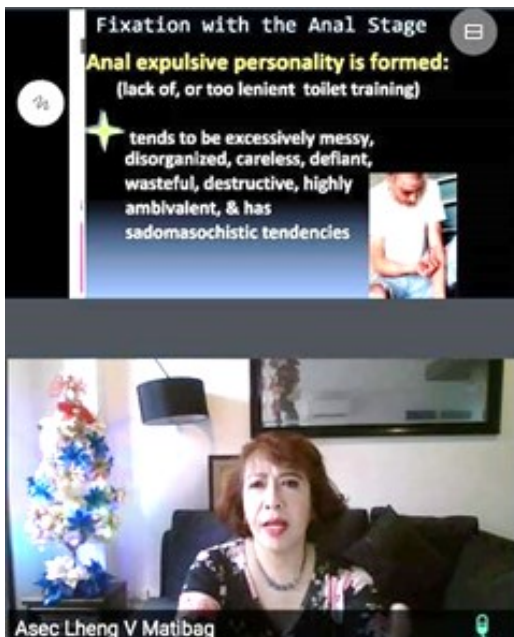 Fixation with the Anal Stage
Anal expulsive personality is formed:
(lack of, or too lenient toilet training)
tends to be excessively messy,
disorganized, careless, defiant,
wasteful, destructive, highly
ambivalent, & has
sadomasochistic tendencies
Asec Lheng V Matibag